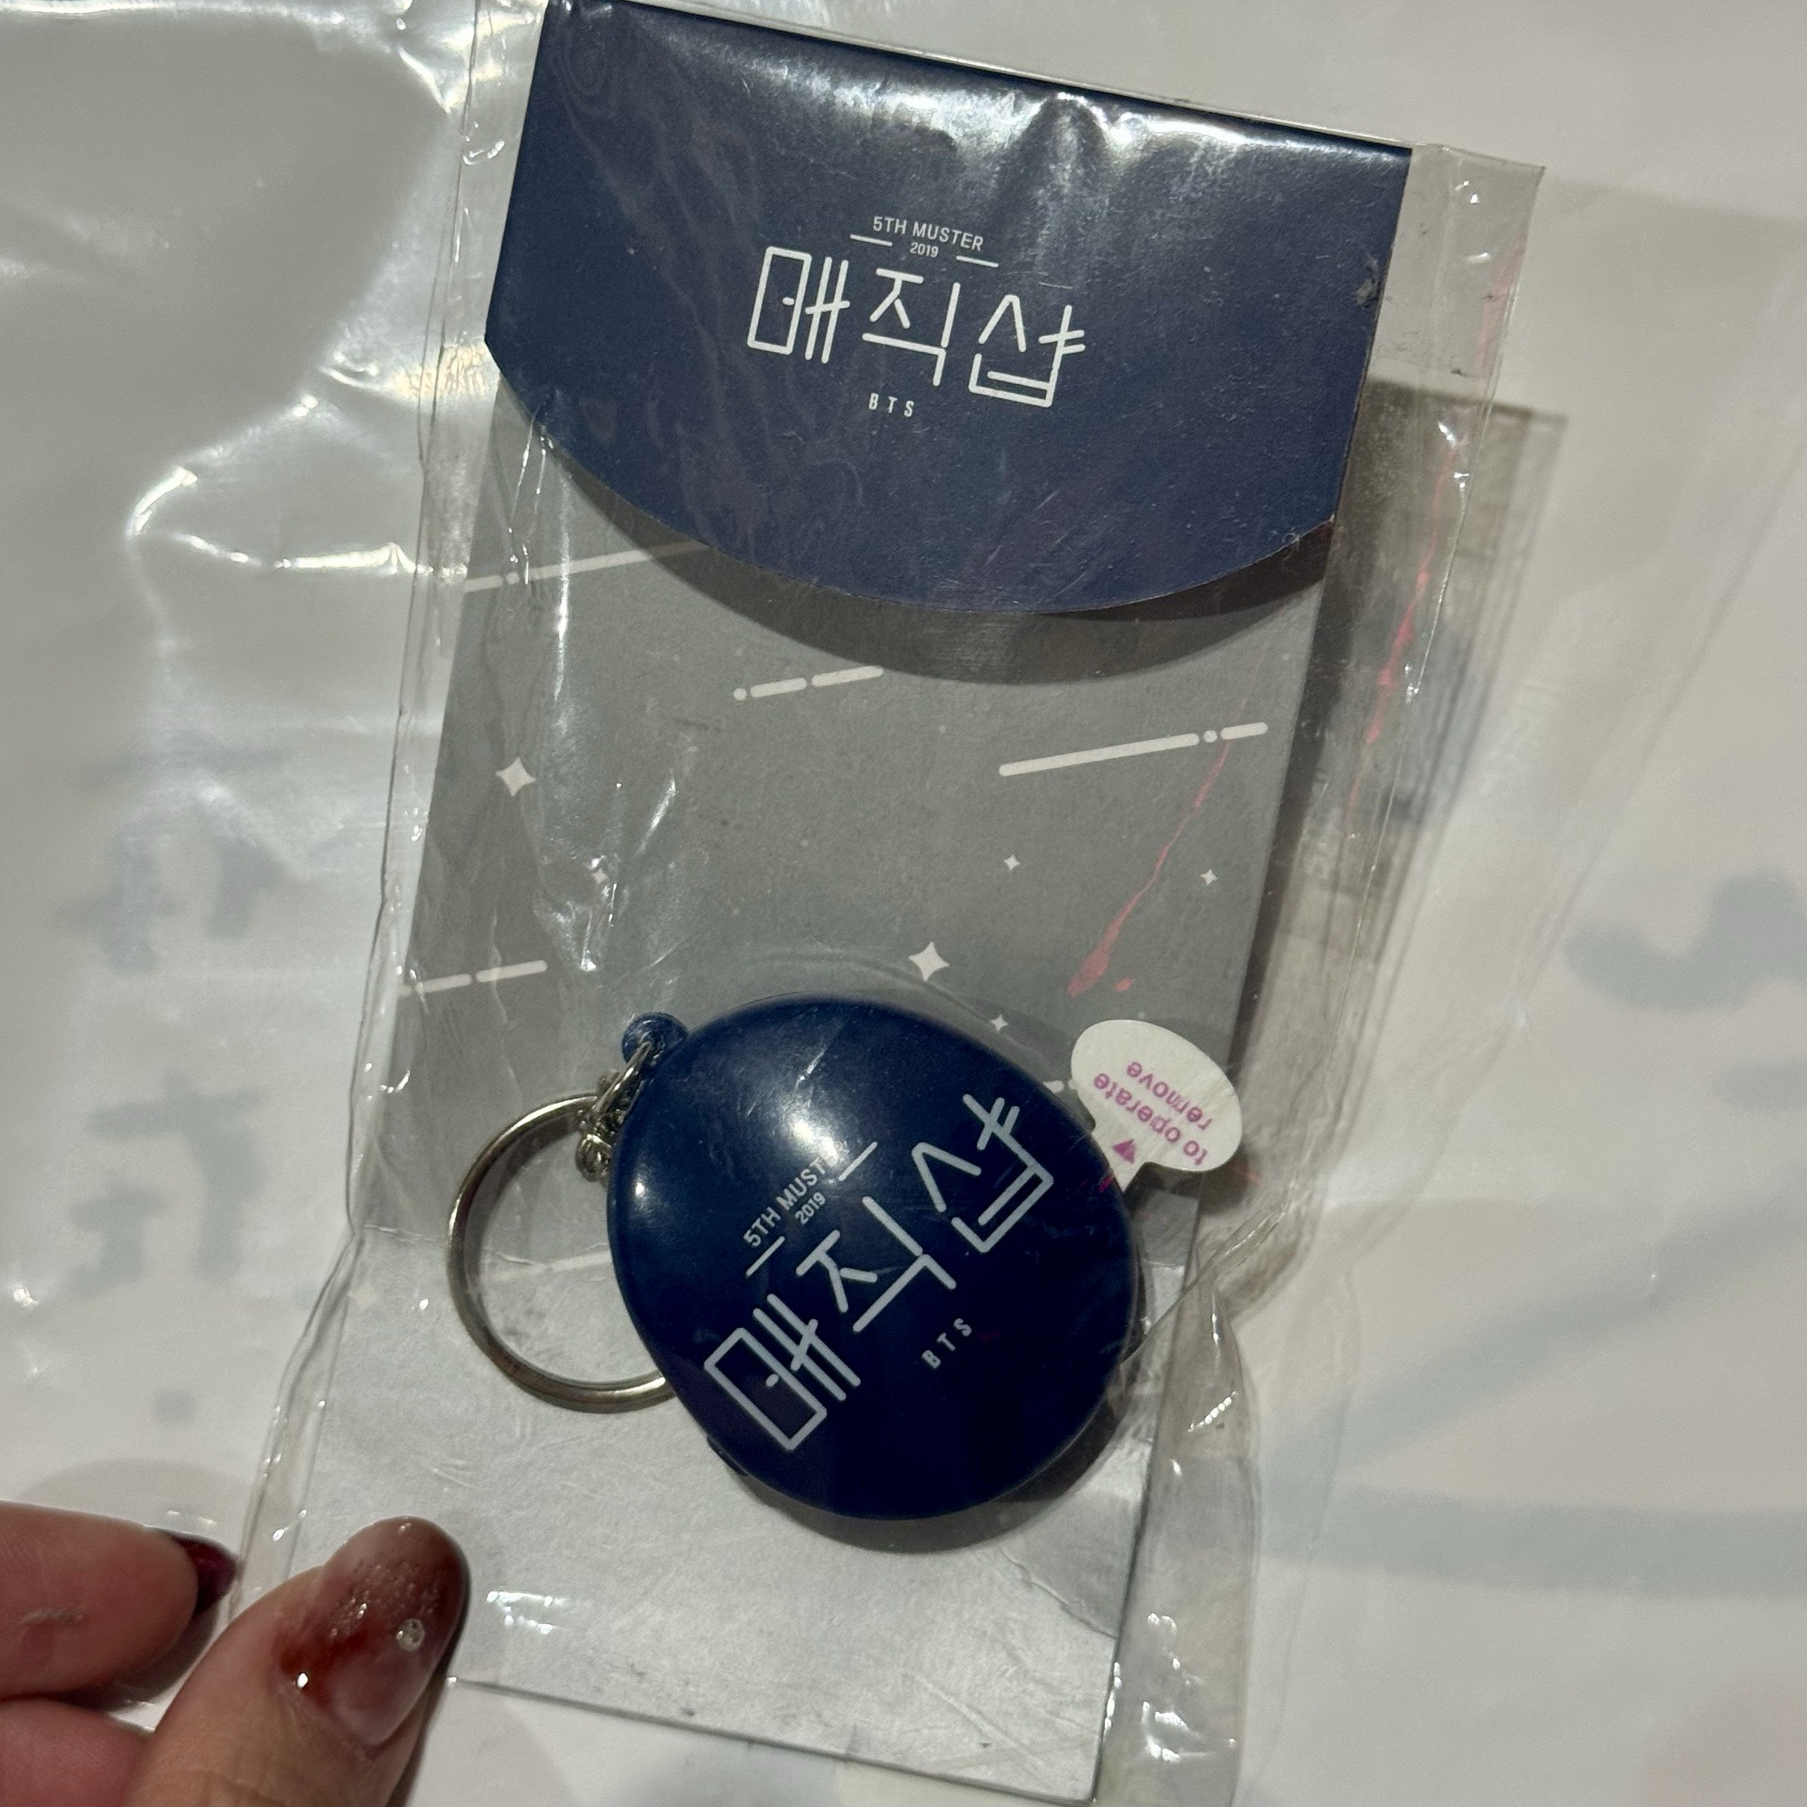 5TH MUSTER
2019
매직샵
BTS
remove
to operate
5TH MUSTER
2019
매직샵
BTS